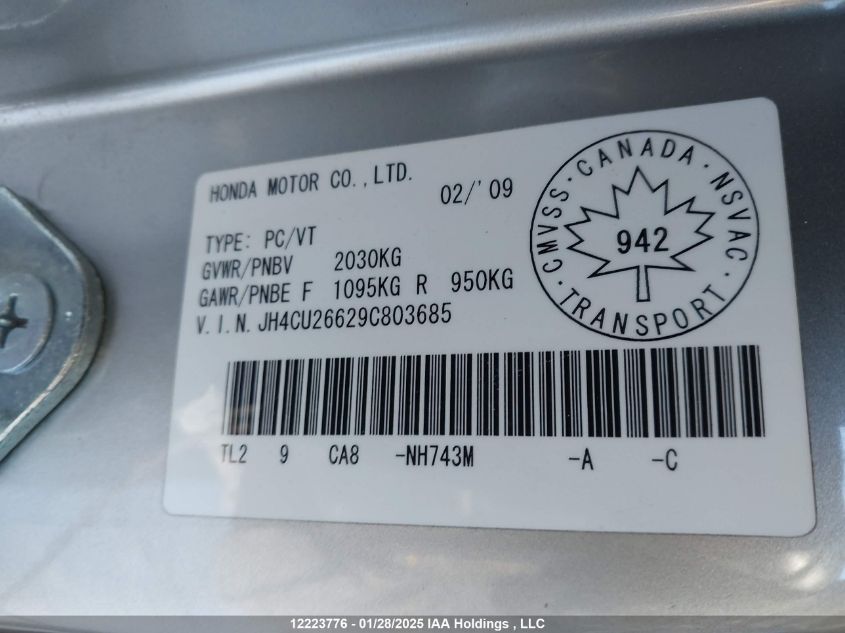 HONDA MOTOR CO., LTD. 02/'09
TYPE: PC/VT
GVWR/PNBV 2030KG
GAWR/PNBE F 1095KG R 950KG
V.I.N. JH4CU26629C803685
CMVSS · CANADA · NSVAC · TRANSPORT ·
942
TL2 9 CA8 -NH743M -A -C
12223776 - 01/28/2025 IAA Holdings , LLC